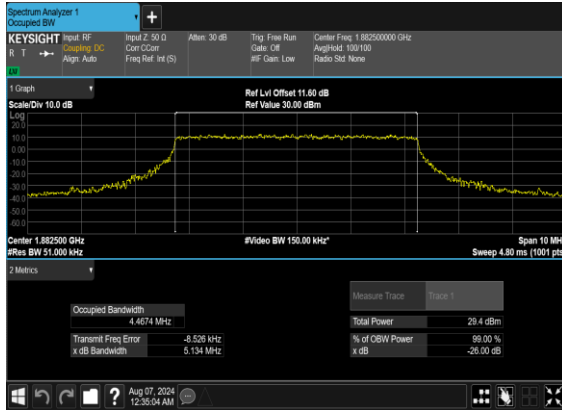 Spectrum Analyzer 1
Occupied BW
+
KEYSIGHT Input: RF Input Z: 50 Ω Atten: 30 dB Trig: Free Run Center Freq: 1.882500000 GHz
R T Coupling: DC Corr CCorr Gate: Off Avg|Hold: 100/100
Align: Auto Freq Ref: Int (S) #IF Gain: Low Radio Std: None
LV
1 Graph
Ref Lvl Offset 11.60 dB
Scale/Div 10.0 dB Ref Value 30.00 dBm
Log
20.0
10.0
0.00
-10.0
-20.0
-30.0
-40.0
-50.0
-60.0
Center 1.882500 GHz #Video BW 150.00 kHz* Span 10 MH
#Res BW 51.000 kHz Sweep 4.80 ms (1001 pts
2 Metrics
Measure Trace Trace 1
Occupied Bandwidth
4.4674 MHz Total Power 29.4 dBm
Transmit Freq Error -8.526 kHz % of OBW Power 99.00 %
x dB Bandwidth 5.134 MHz x dB -26.00 dB
? Aug 07, 2024
12:35:04 AM